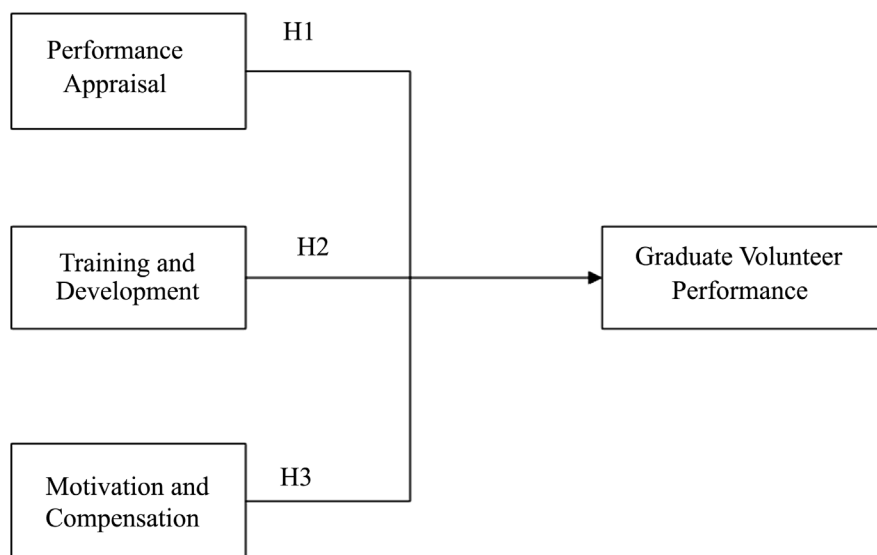 H1
Performance
Appraisal
H2
Training and
Development
Graduate Volunteer
Performance
H3
Motivation and
Compensation